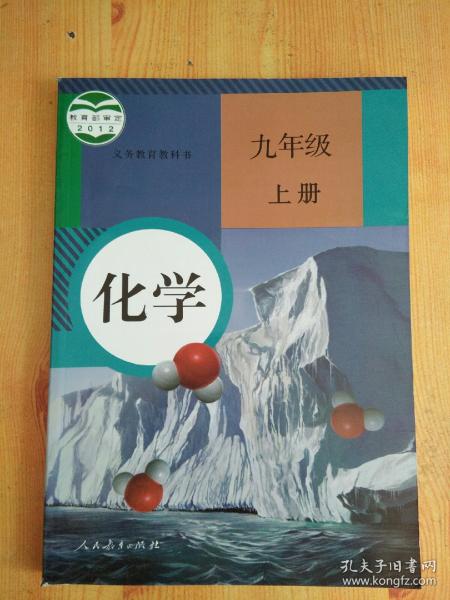 教育部审定
2012
义务教育教科书
九年级
上册
化学
人民教育出版社
孔夫子旧书网
www.kongfz.com